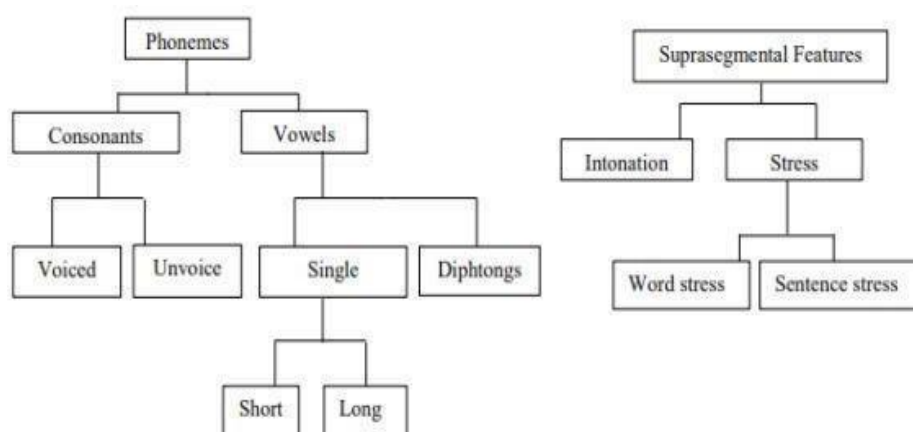 Phonemes
Consonants
Vowels
Voiced
Unvoice
Single
Diphtongs
Short
Long
Suprasegmental Features
Intonation
Stress
Word stress
Sentence stress